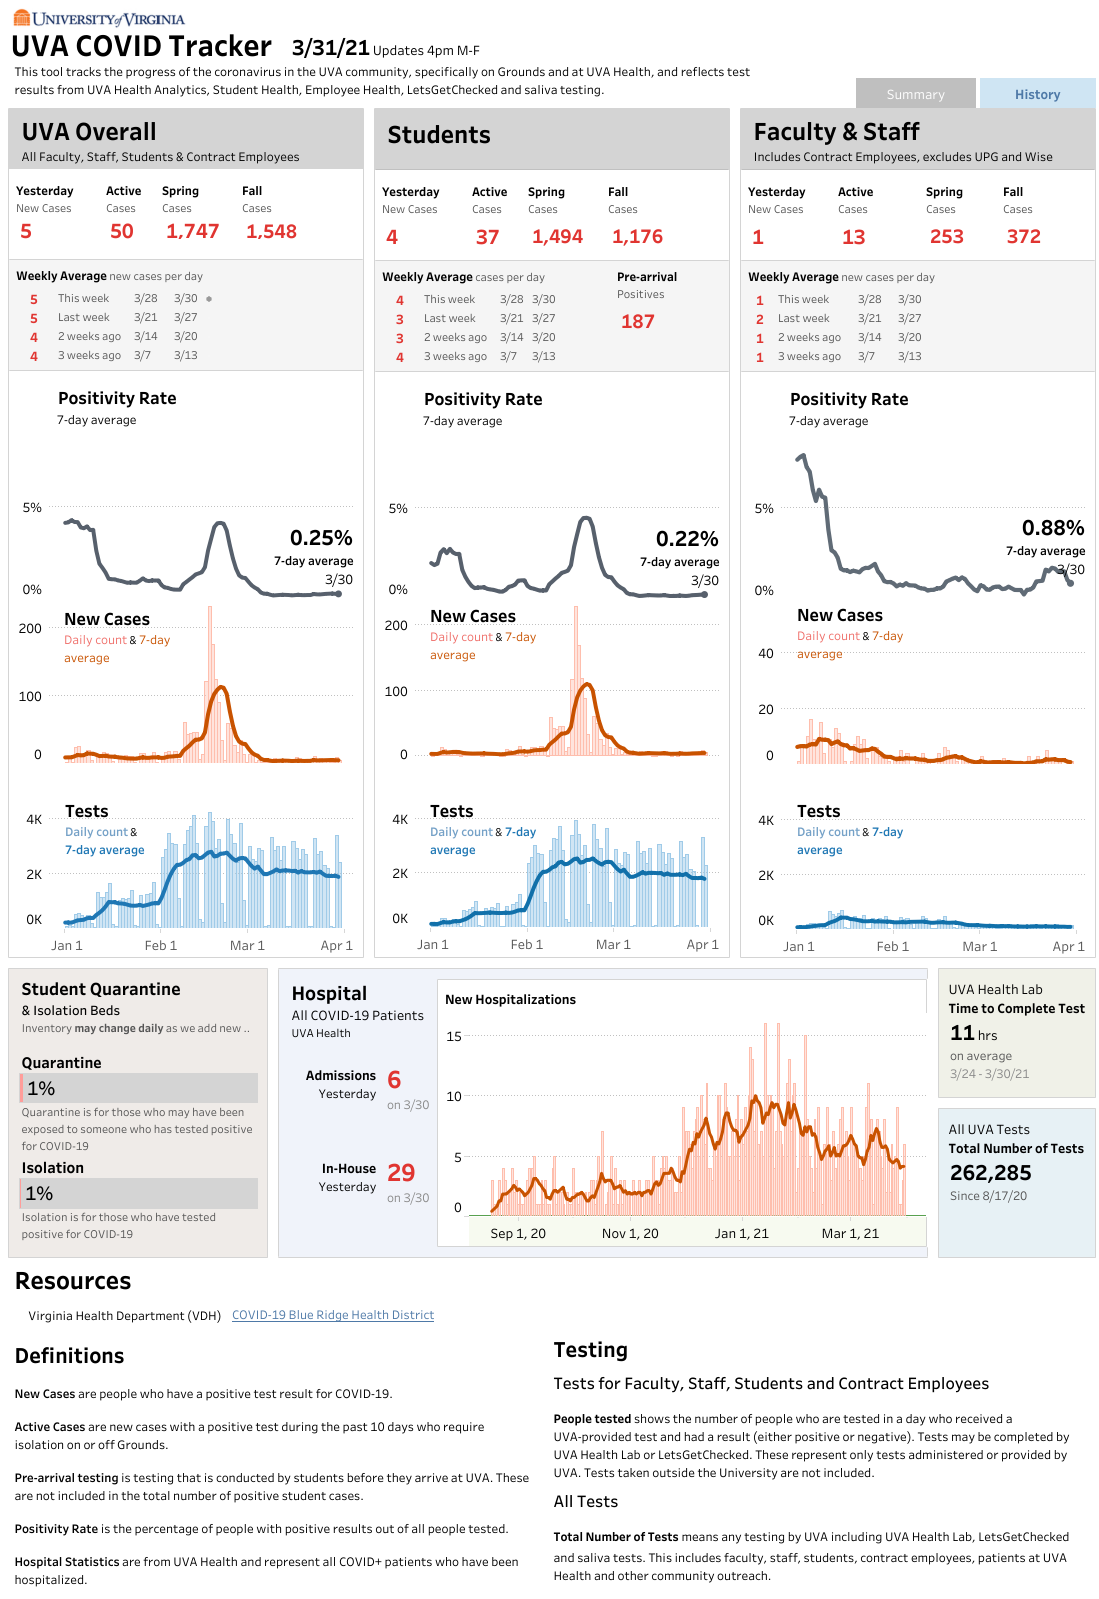 UNIVERSITY of VIRGINIA
UVA COVID Tracker 3/31/21 Updates 4pm M-F
This tool tracks the progress of the coronavirus in the UVA community, specifically on Grounds and at UVA Health, and reflects test
results from UVA Health Analytics, Student Health, Employee Health, LetsGetChecked and saliva testing.
Summary History
UVA Overall
All Faculty, Staff, Students & Contract Employees
Yesterday Active Spring Fall
New Cases Cases Cases Cases
5 50 1,747 1,548
Weekly Average new cases per day
5 This week 3/28 3/30
5 Last week 3/21 3/27
4 2 weeks ago 3/14 3/20
4 3 weeks ago 3/7 3/13
Positivity Rate
7-day average
5%
0.25%
7-day average
3/30
0%
New Cases
Daily count & 7-day
average
200
100
0
Tests
Daily count &
7-day average
4K
2K
0K
Jan 1 Feb 1 Mar 1 Apr 1
Students
Yesterday Active Spring Fall
New Cases Cases Cases Cases
4 37 1,494 1,176
Weekly Average cases per day
4 This week 3/28 3/30
3 Last week 3/21 3/27
3 2 weeks ago 3/14 3/20
4 3 weeks ago 3/7 3/13
Pre-arrival
Positives
187
Positivity Rate
7-day average
5%
0.22%
7-day average
3/30
0%
New Cases
Daily count & 7-day
average
200
100
0
Tests
Daily count & 7-day
average
4K
2K
0K
Jan 1 Feb 1 Mar 1 Apr 1
Faculty & Staff
Includes Contract Employees, excludes UPG and Wise
Yesterday Active Spring Fall
New Cases Cases Cases Cases
1 13 253 372
Weekly Average new cases per day
1 This week 3/28 3/30
2 Last week 3/21 3/27
1 2 weeks ago 3/14 3/20
1 3 weeks ago 3/7 3/13
Positivity Rate
7-day average
5%
0.88%
7-day average
3/30
0%
New Cases
Daily count & 7-day
average
40
20
0
Tests
Daily count & 7-day
average
4K
2K
0K
Jan 1 Feb 1 Mar 1 Apr 1
Student Quarantine
& Isolation Beds
Inventory may change daily as we add new ..
Quarantine
1%
Quarantine is for those who may have been
exposed to someone who has tested positive
for COVID-19
Isolation
1%
Isolation is for those who have tested
positive for COVID-19
Hospital
All COVID-19 Patients
UVA Health
Admissions 6
Yesterday on 3/30
In-House 29
Yesterday on 3/30
New Hospitalizations
15
10
5
0
Sep 1, 20 Nov 1, 20 Jan 1, 21 Mar 1, 21
UVA Health Lab
Time to Complete Test
11 hrs
on average
3/24 - 3/30/21
All UVA Tests
Total Number of Tests
262,285
Since 8/17/20
Resources
Virginia Health Department (VDH) COVID-19 Blue Ridge Health District
Definitions
New Cases are people who have a positive test result for COVID-19.
Active Cases are new cases with a positive test during the past 10 days who require
isolation on or off Grounds.
Pre-arrival testing is testing that is conducted by students before they arrive at UVA. These
are not included in the total number of positive student cases.
Positivity Rate is the percentage of people with positive results out of all people tested.
Hospital Statistics are from UVA Health and represent all COVID+ patients who have been
hospitalized.
Testing
Tests for Faculty, Staff, Students and Contract Employees
People tested shows the number of people who are tested in a day who received a
UVA-provided test and had a result (either positive or negative). Tests may be completed by
UVA Health Lab or LetsGetChecked. These represent only tests administered or provided by
UVA. Tests taken outside the University are not included.
All Tests
Total Number of Tests means any testing by UVA including UVA Health Lab, LetsGetChecked
and saliva tests. This includes faculty, staff, students, contract employees, patients at UVA
Health and other community outreach.